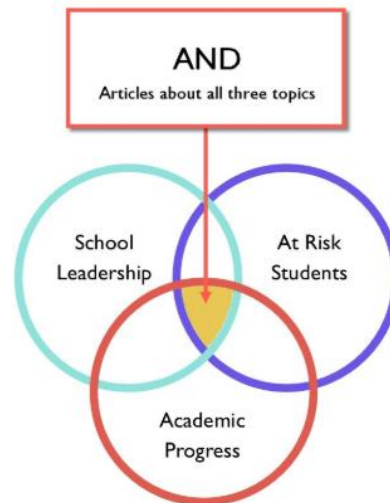 AND
Articles about all three topics
School
Leadership
At Risk
Students
Academic
Progress